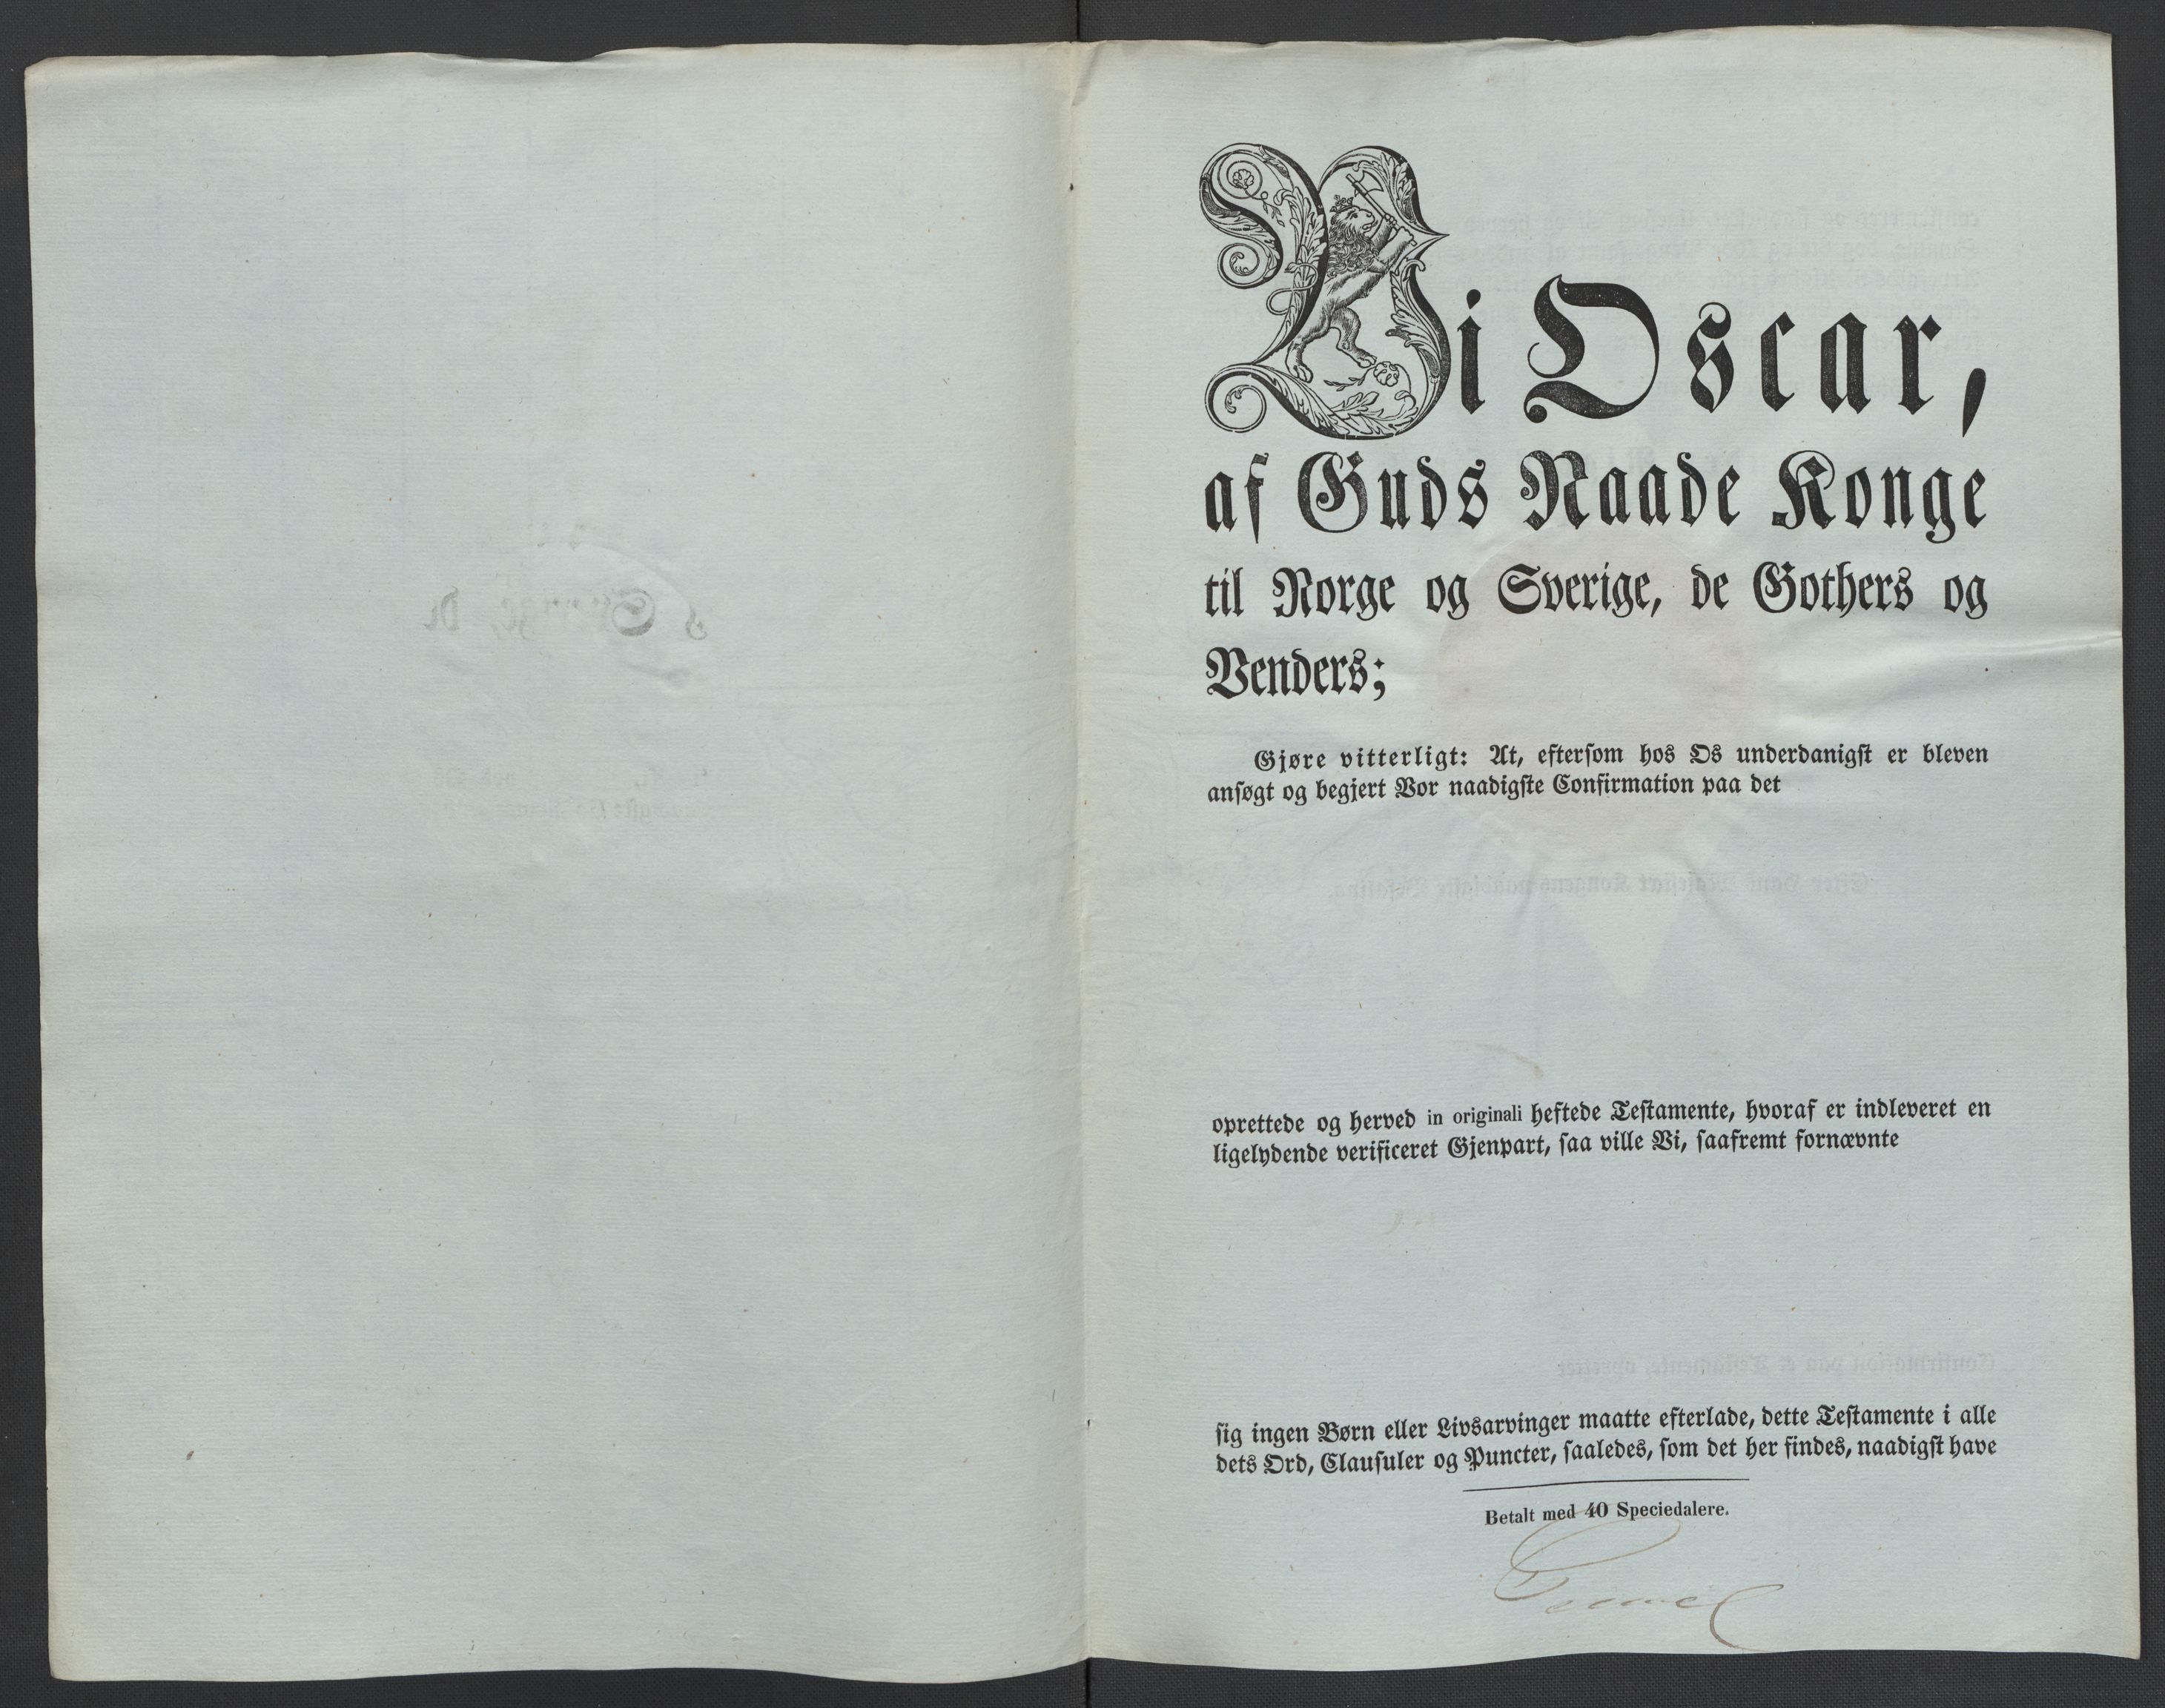 Vi Oscar,
af Guds Naade Konge
til Norge og Sverige, de Gothers og
Venders;
Gjøre vitterligt: At, eftersom hos Os underdanigst er bleven
ansøgt og begjert Vor naadigste Confirmation paa det
oprettede og herved in originali heftede Testamente, hvoraf er indleveret en
ligelydende verificeret Gjenpart, saa ville Vi, saafremt fornævnte
sig ingen Børn eller Livsarvinger maatte efterlade, dette Testamente i alle
dets Ord, Clausuler og Puncter, saaledes, som det her findes, naadigst have
Betalt med 40 Speciedalere.